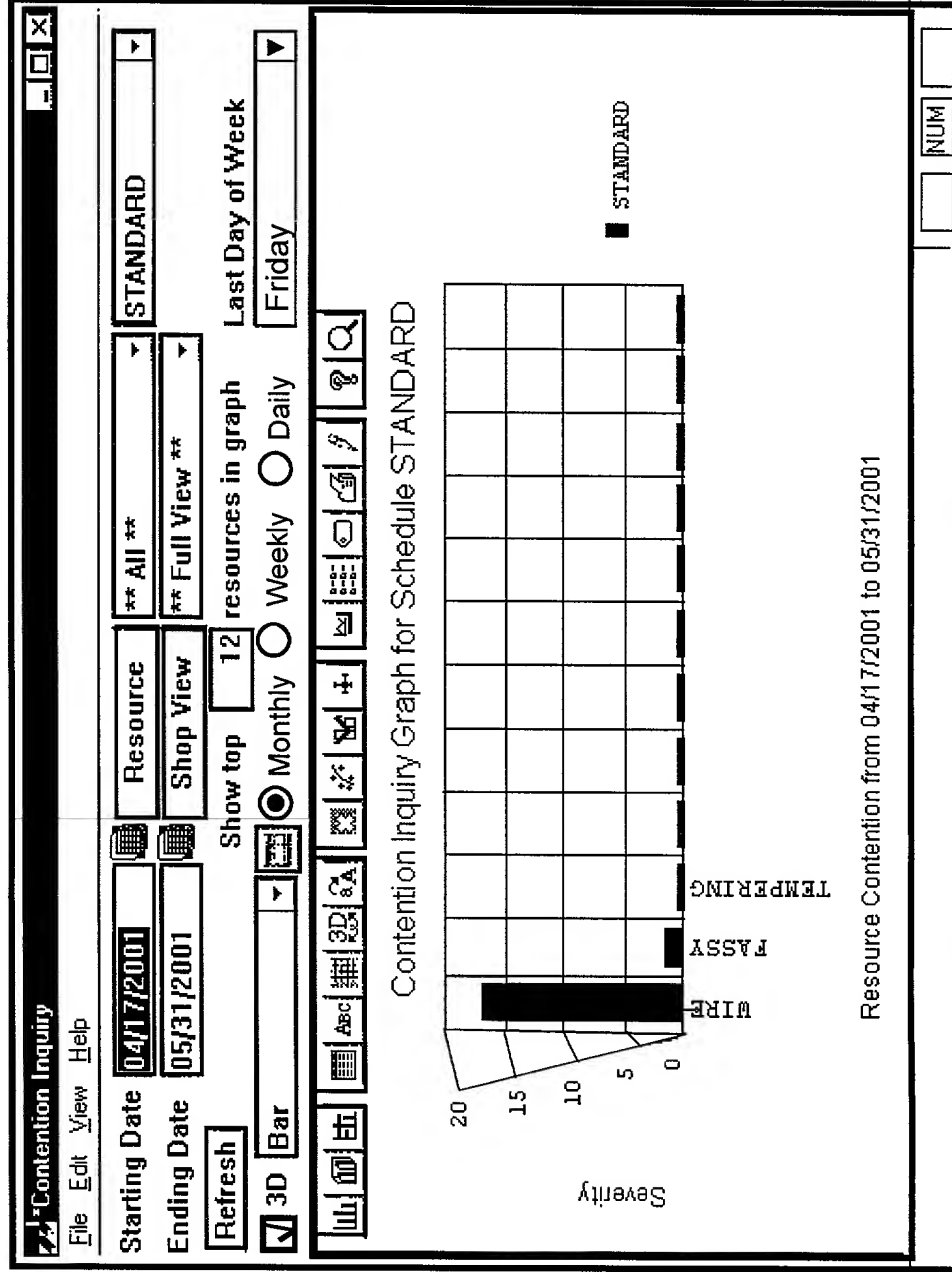 Contention Inquiry
File Edit View Help
Starting Date 04/17/2001 Resource ** All ** STANDARD
Ending Date 05/31/2001 Shop View ** Full View **
Refresh Show top 12 resources in graph Last Day of Week
3D Bar Monthly Weekly Daily Friday
ABC 3D aA ?
Contention Inquiry Graph for Schedule STANDARD
20
15
10
5
0
Severity
WIRE
FASSY
TEMPERING
STANDARD
Resource Contention from 04/17/2001 to 05/31/2001
NUM